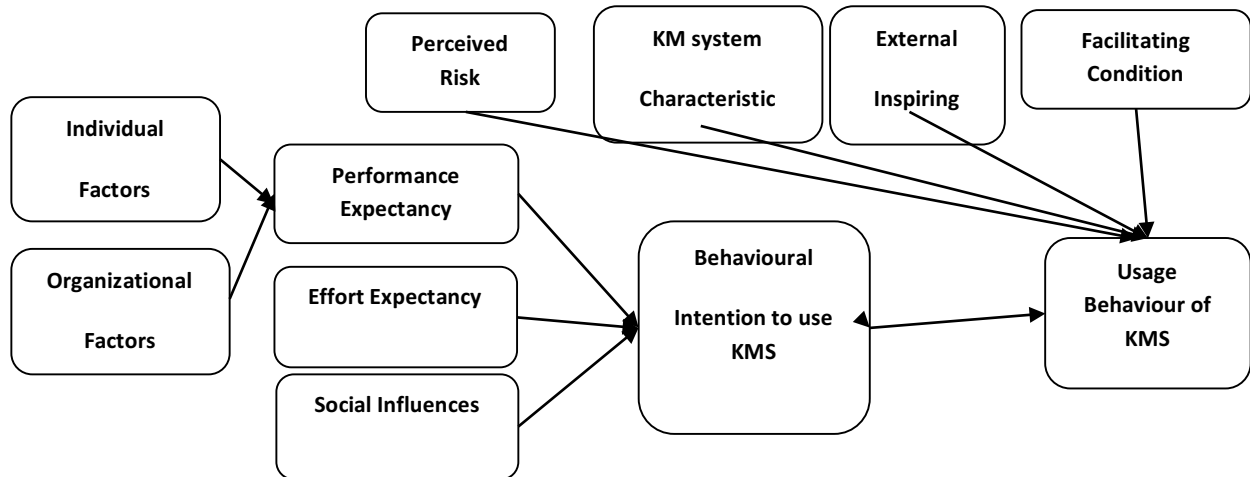 Perceived
Risk
KM system
Characteristic
External
Inspiring
Facilitating
Condition
Individual
Factors
Performance
Expectancy
Organizational
Factors
Effort Expectancy
Social Influences
Behavioural
Intention to use
KMS
Usage
Behaviour of
KMS